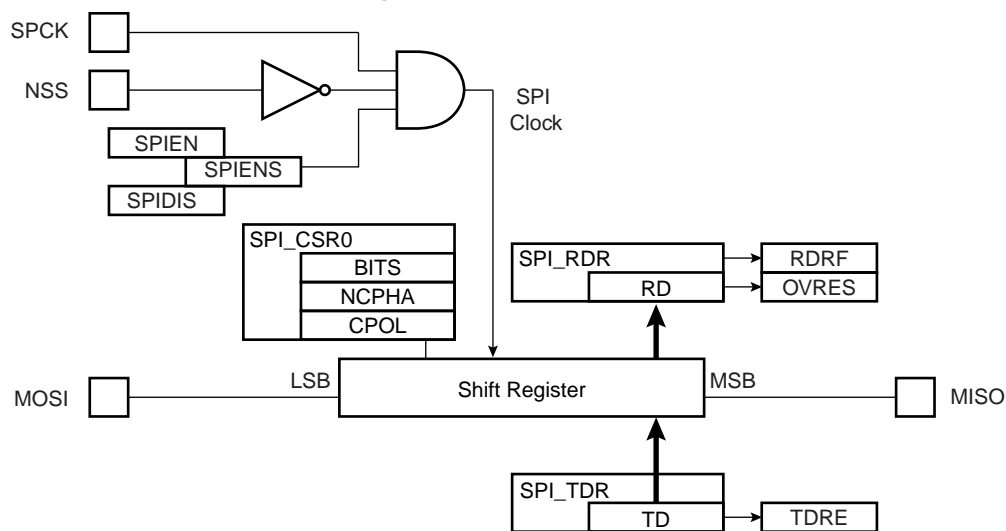 SPCK
NSS
SPI
Clock
SPIEN
SPIENS
SPIDIS
SPI_CSR0
BITS
NCPHA
CPOL
SPI_RDR
RD
RDRF
OVRES
LSB
Shift Register
MSB
MOSI
MISO
SPI_TDR
TD
TDRE